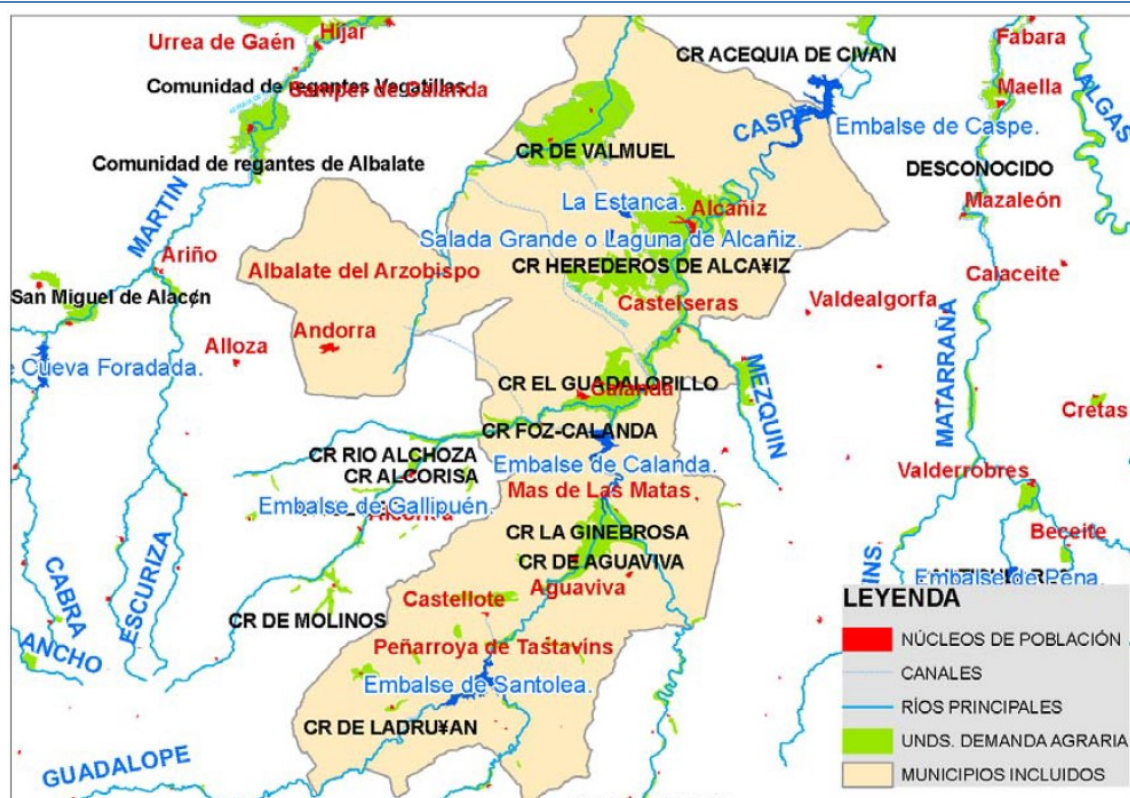 Urrea de Gaén
Híjar
CR ACEQUIA DE CIVAN
Fabara
Comunidad de regantes Vegatillas
Samper de Calanda
Maella
ALGAS
CASPE
Embalse de Caspe.
CR DE VALMUEL
Comunidad de regantes de Albalate
DESCONOCIDO
MARTIN
La Estanca.
Alcañiz
Mazaleón
Salada Grande o Laguna de Alcañiz.
Ariño
Albalate del Arzobispo
CR HEREDEROS DE ALCA¥IZ
Calaceite
San Miguel de Alac¢n
Castelseras
Valdealgorfa
Andorra
Alloza
Cueva Foradada.
MEZQUIN
MATARRAÑA
CR EL GUADALOPILLO
Calanda
Cretas
CR FOZ-CALANDA
CR RIO ALCHOZA
CR ALCORISA
Embalse de Calanda.
Valderrobres
Embalse de Gallipuén.
Mas de Las Matas
CR LA GINEBROSA
Beceite
CR DE AGUAVIVA
Embalse de Pena.
CABRA
ESCURIZA
Aguaviva
Castellote
CR DE MOLINOS
ANCHO
Peñarroya de Tastavins
Embalse de Santolea.
CR DE LADRU¥AN
GUADALOPE
LEYENDA
NÚCLEOS DE POBLACIÓN
CANALES
RÍOS PRINCIPALES
UNDS. DEMANDA AGRARIA
MUNICIPIOS INCLUIDOS